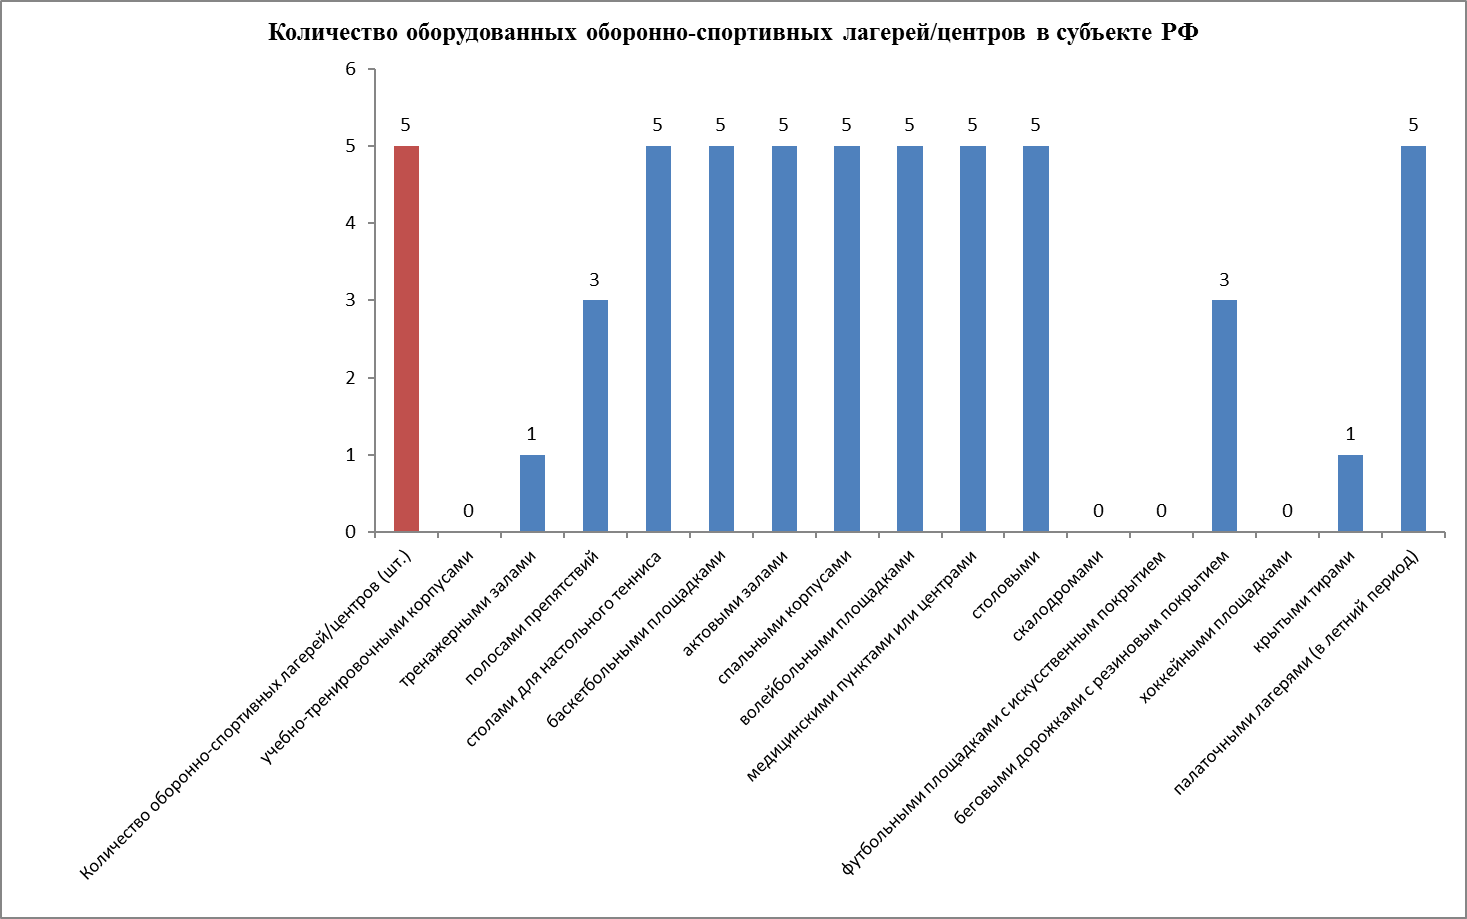 Количество оборудованных оборонно-спортивных лагерей/центров в субъекте РФ
6
5
4
3
2
1
0
5
0
1
3
5
5
5
5
5
5
5
0
0
3
0
1
5
Количество оборонно-спортивных лагерей/центров (шт.)
учебно-тренировочными корпусами
тренажерными залами
полосами препятствий
столами для настольного тенниса
баскетбольными площадками
актовыми залами
спальными корпусами
волейбольными площадками
медицинскими пунктами или центрами
столовыми
скалодромами
футбольными площадками с искусственным покрытием
беговыми дорожками с резиновым покрытием
хоккейными площадками
крытыми тирами
палаточными лагерями (в летний период)